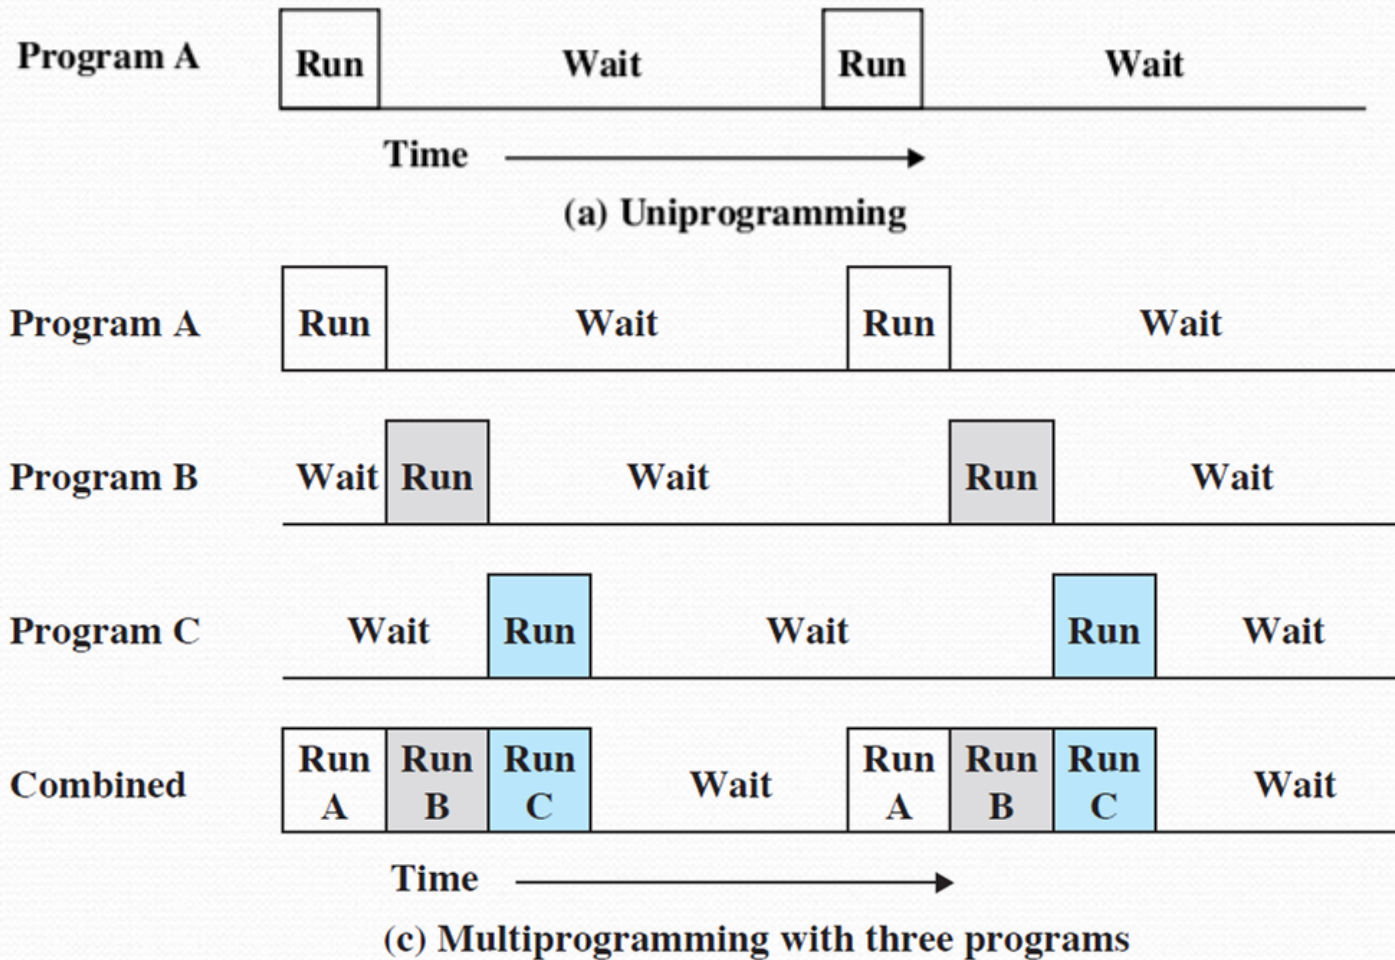 Program A Run Wait Run Wait
Time
(a) Uniprogramming
Program A Run Wait Run Wait
Program B Wait Run Wait Run Wait
Program C Wait Run Wait Run Wait
Combined Run A Run B Run C Wait Run A Run B Run C Wait
Time
(c) Multiprogramming with three programs